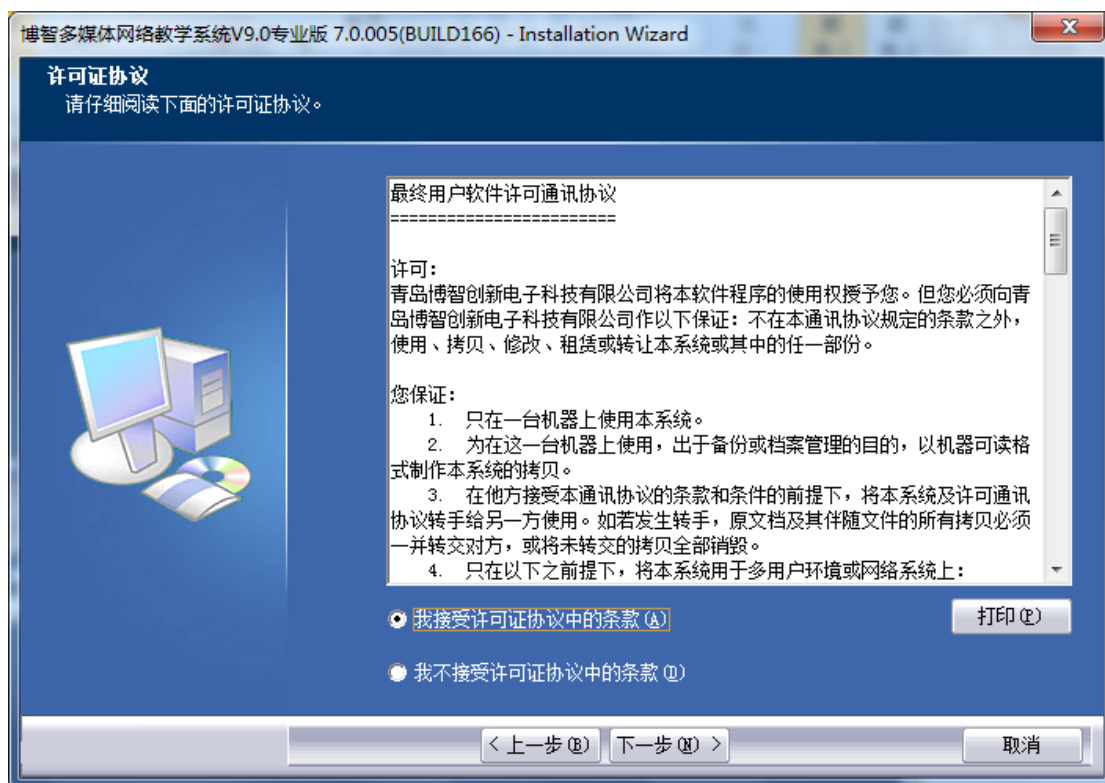 博智多媒体网络教学系统V9.0专业版 7.0.005(BUILD166) - Installation Wizard
许可证协议
请仔细阅读下面的许可证协议。
最终用户软件许可通讯协议
========================
许可:
青岛博智创新电子科技有限公司将本软件程序的使用权授予您。但您必须向青
岛博智创新电子科技有限公司作以下保证: 不在本通讯协议规定的条款之外,
使用、拷贝、修改、租赁或转让本系统或其中的任一部份。
您保证:
1. 只在一台机器上使用本系统。
2. 为在这一台机器上使用,出于备份或档案管理的目的,以机器可读格
式制作本系统的拷贝。
3. 在他方接受本通讯协议的条款和条件的前提下,将本系统及许可通讯
协议转手给另一方使用。如若发生转手,原文档及其伴随文件的所有拷贝必须
一并转交对方,或将未转交的拷贝全部销毁。
4. 只在以下之前提下,将本系统用于多用户环境或网络系统上:
我接受许可证协议中的条款(A)
打印(P)
我不接受许可证协议中的条款(D)
< 上一步(B) 下一步(N) > 取消